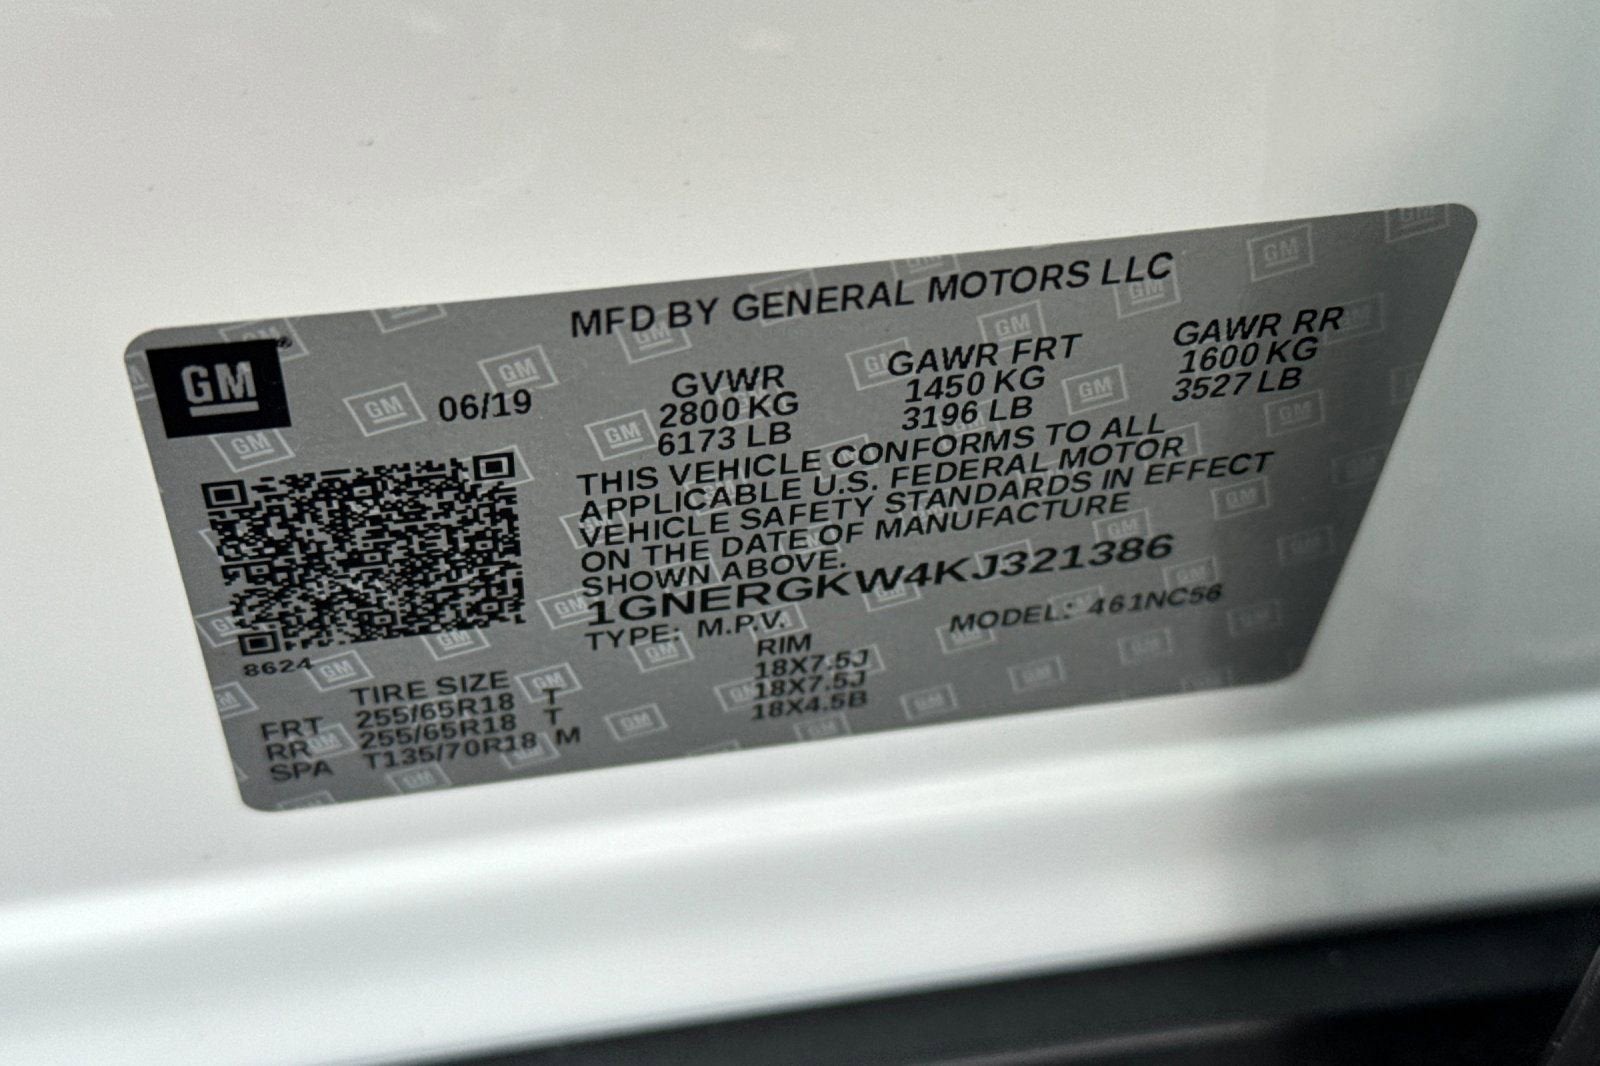 MFD BY GENERAL MOTORS LLC
GM®
06/19
GVWR GAWR FRT GAWR RR
2800 KG 1450 KG 1600 KG
6173 LB 3196 LB 3527 LB
THIS VEHICLE CONFORMS TO ALL
APPLICABLE U.S. FEDERAL MOTOR
VEHICLE SAFETY STANDARDS IN EFFECT
ON THE DATE OF MANUFACTURE
SHOWN ABOVE.
1GNERGKW4KJ321386
TYPE: M.P.V. MODEL: 461NC56
8624
TIRE SIZE RIM
FRT 255/65R18 T 18X7.5J
RR 255/65R18 T 18X7.5J
SPA T135/70R18 M 18X4.5B